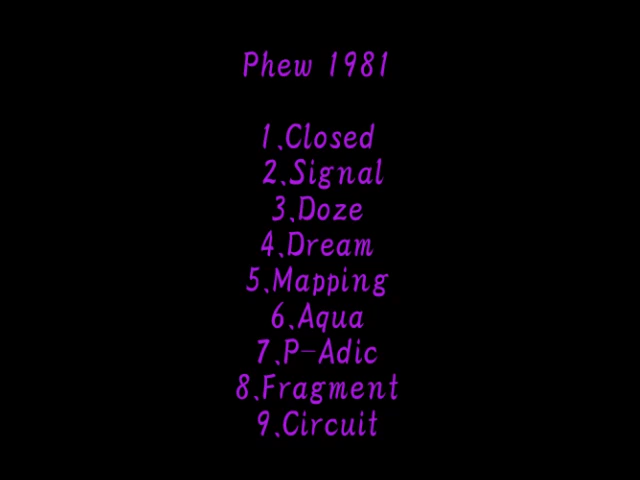 Phew 1981
1.Closed
2.Signal
3.Doze
4.Dream
5.Mapping
6.Aqua
7.P-Adic
8.Fragment
9.Circuit